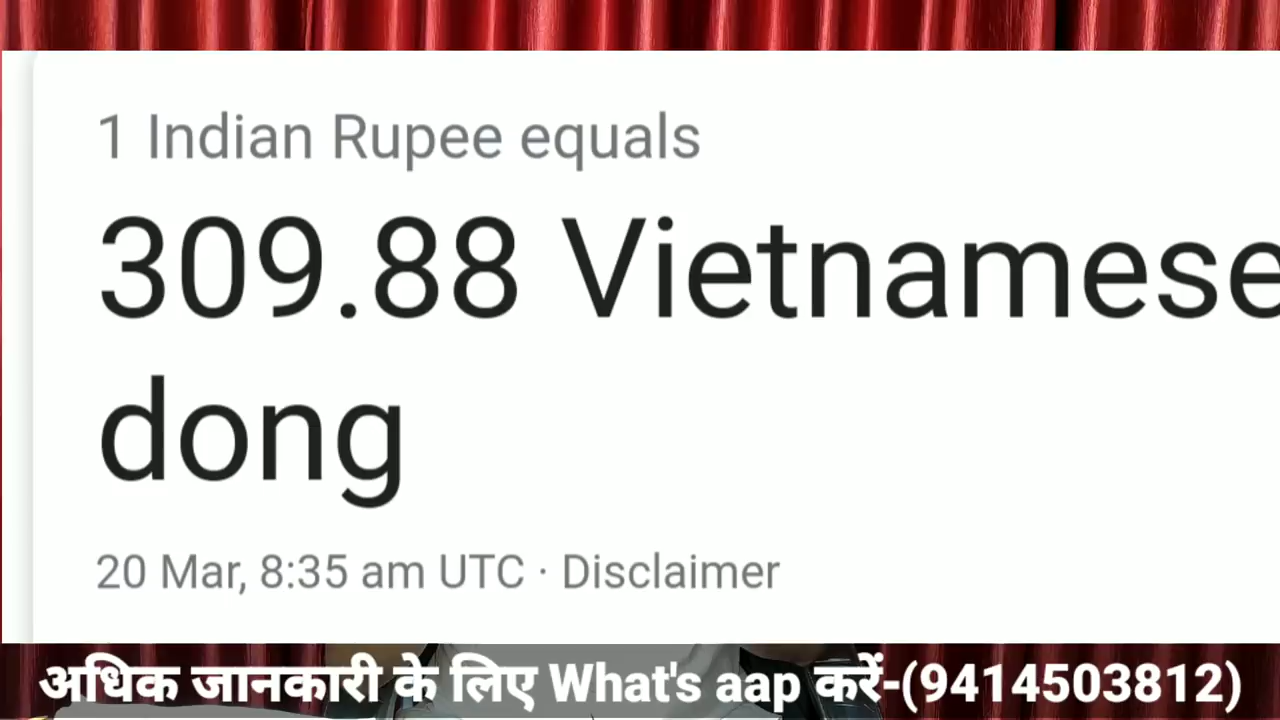 1 Indian Rupee equals
309.88 Vietnamese
dong
20 Mar, 8:35 am UTC · Disclaimer
अधिक जानकारी के लिए What's aap करें-(9414503812)